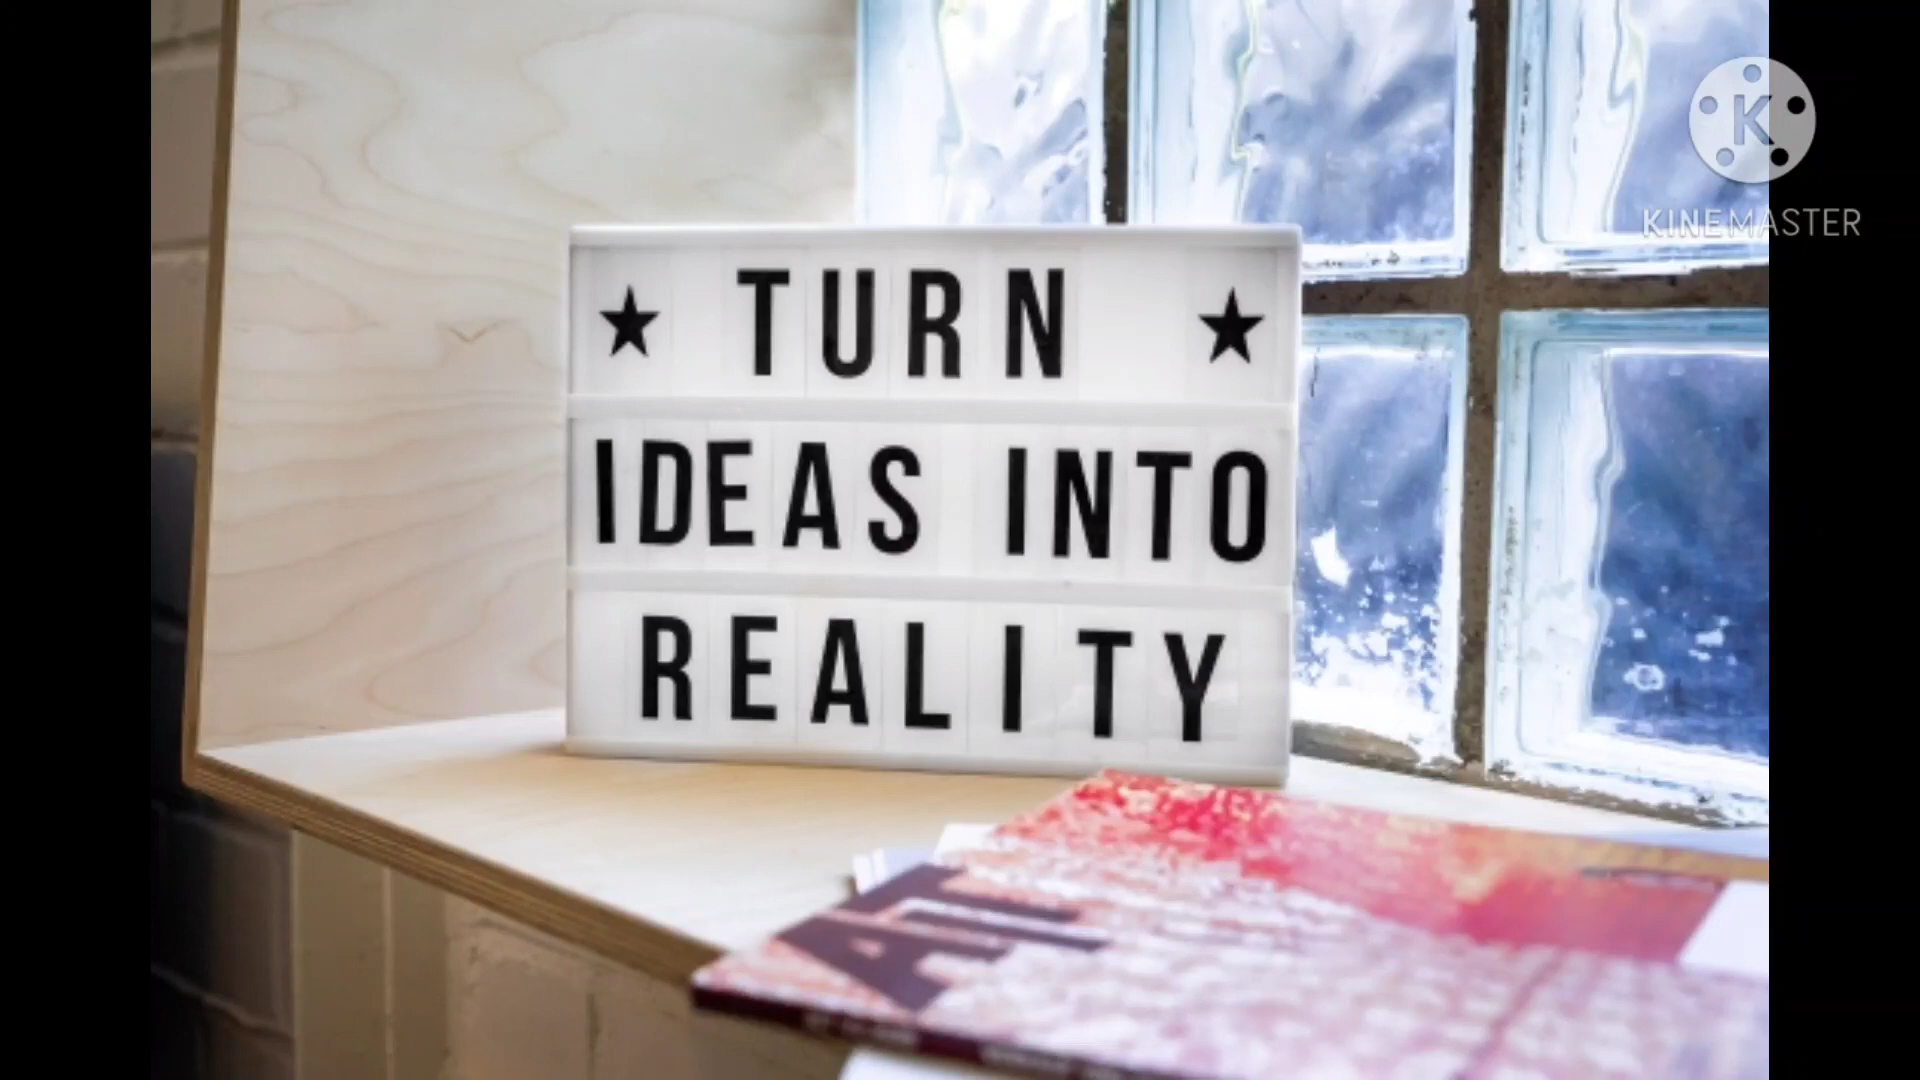 ★ TURN ★
IDEAS INTO
REALITY
K
KINEMASTER